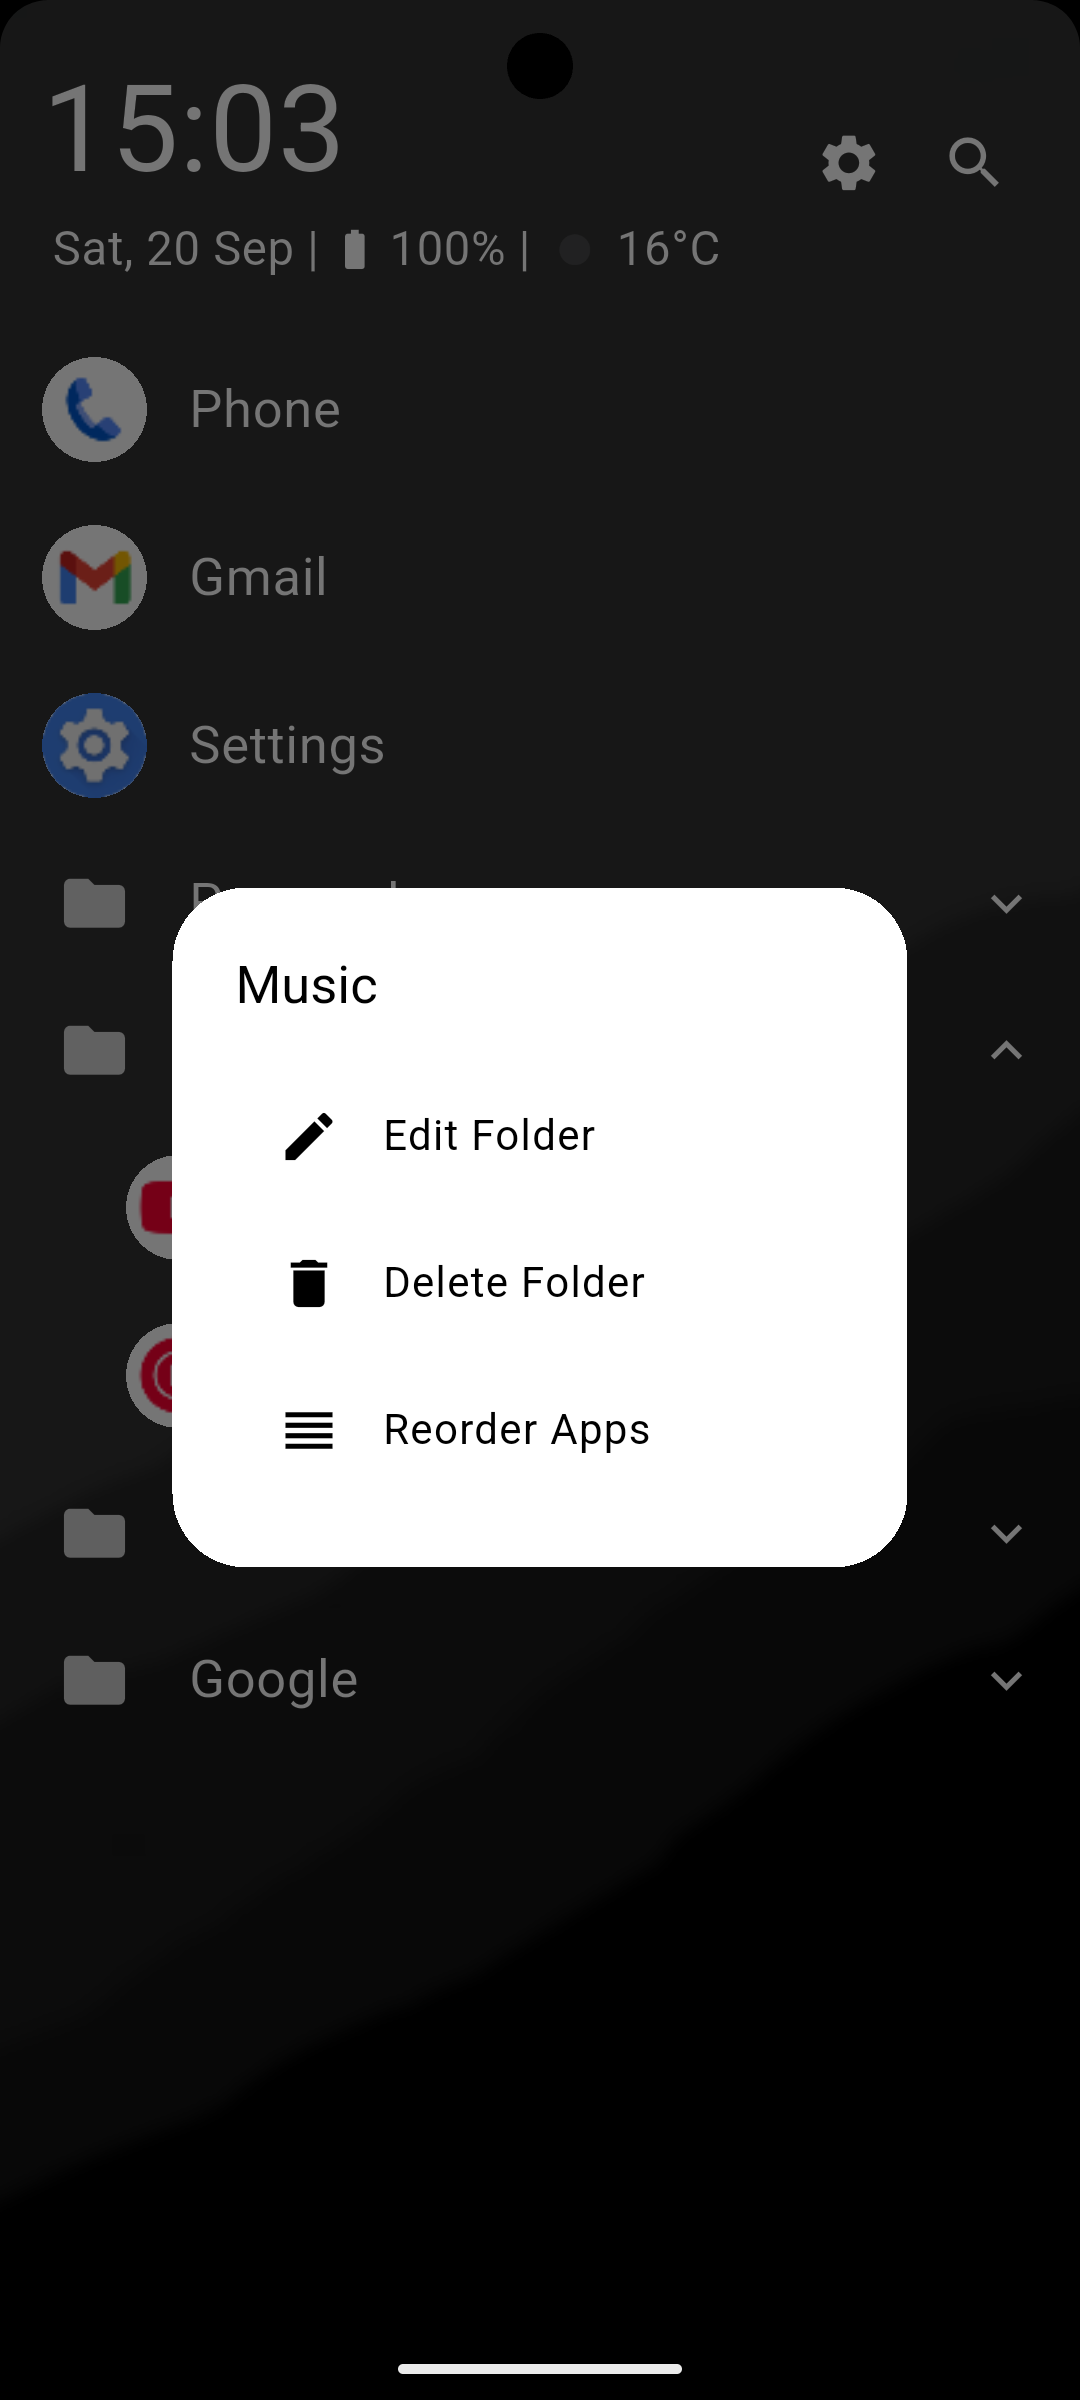 15:03
Sat, 20 Sep | 100% | 16°C
Phone
Gmail
Settings
Music
Edit Folder
Delete Folder
Reorder Apps
Google